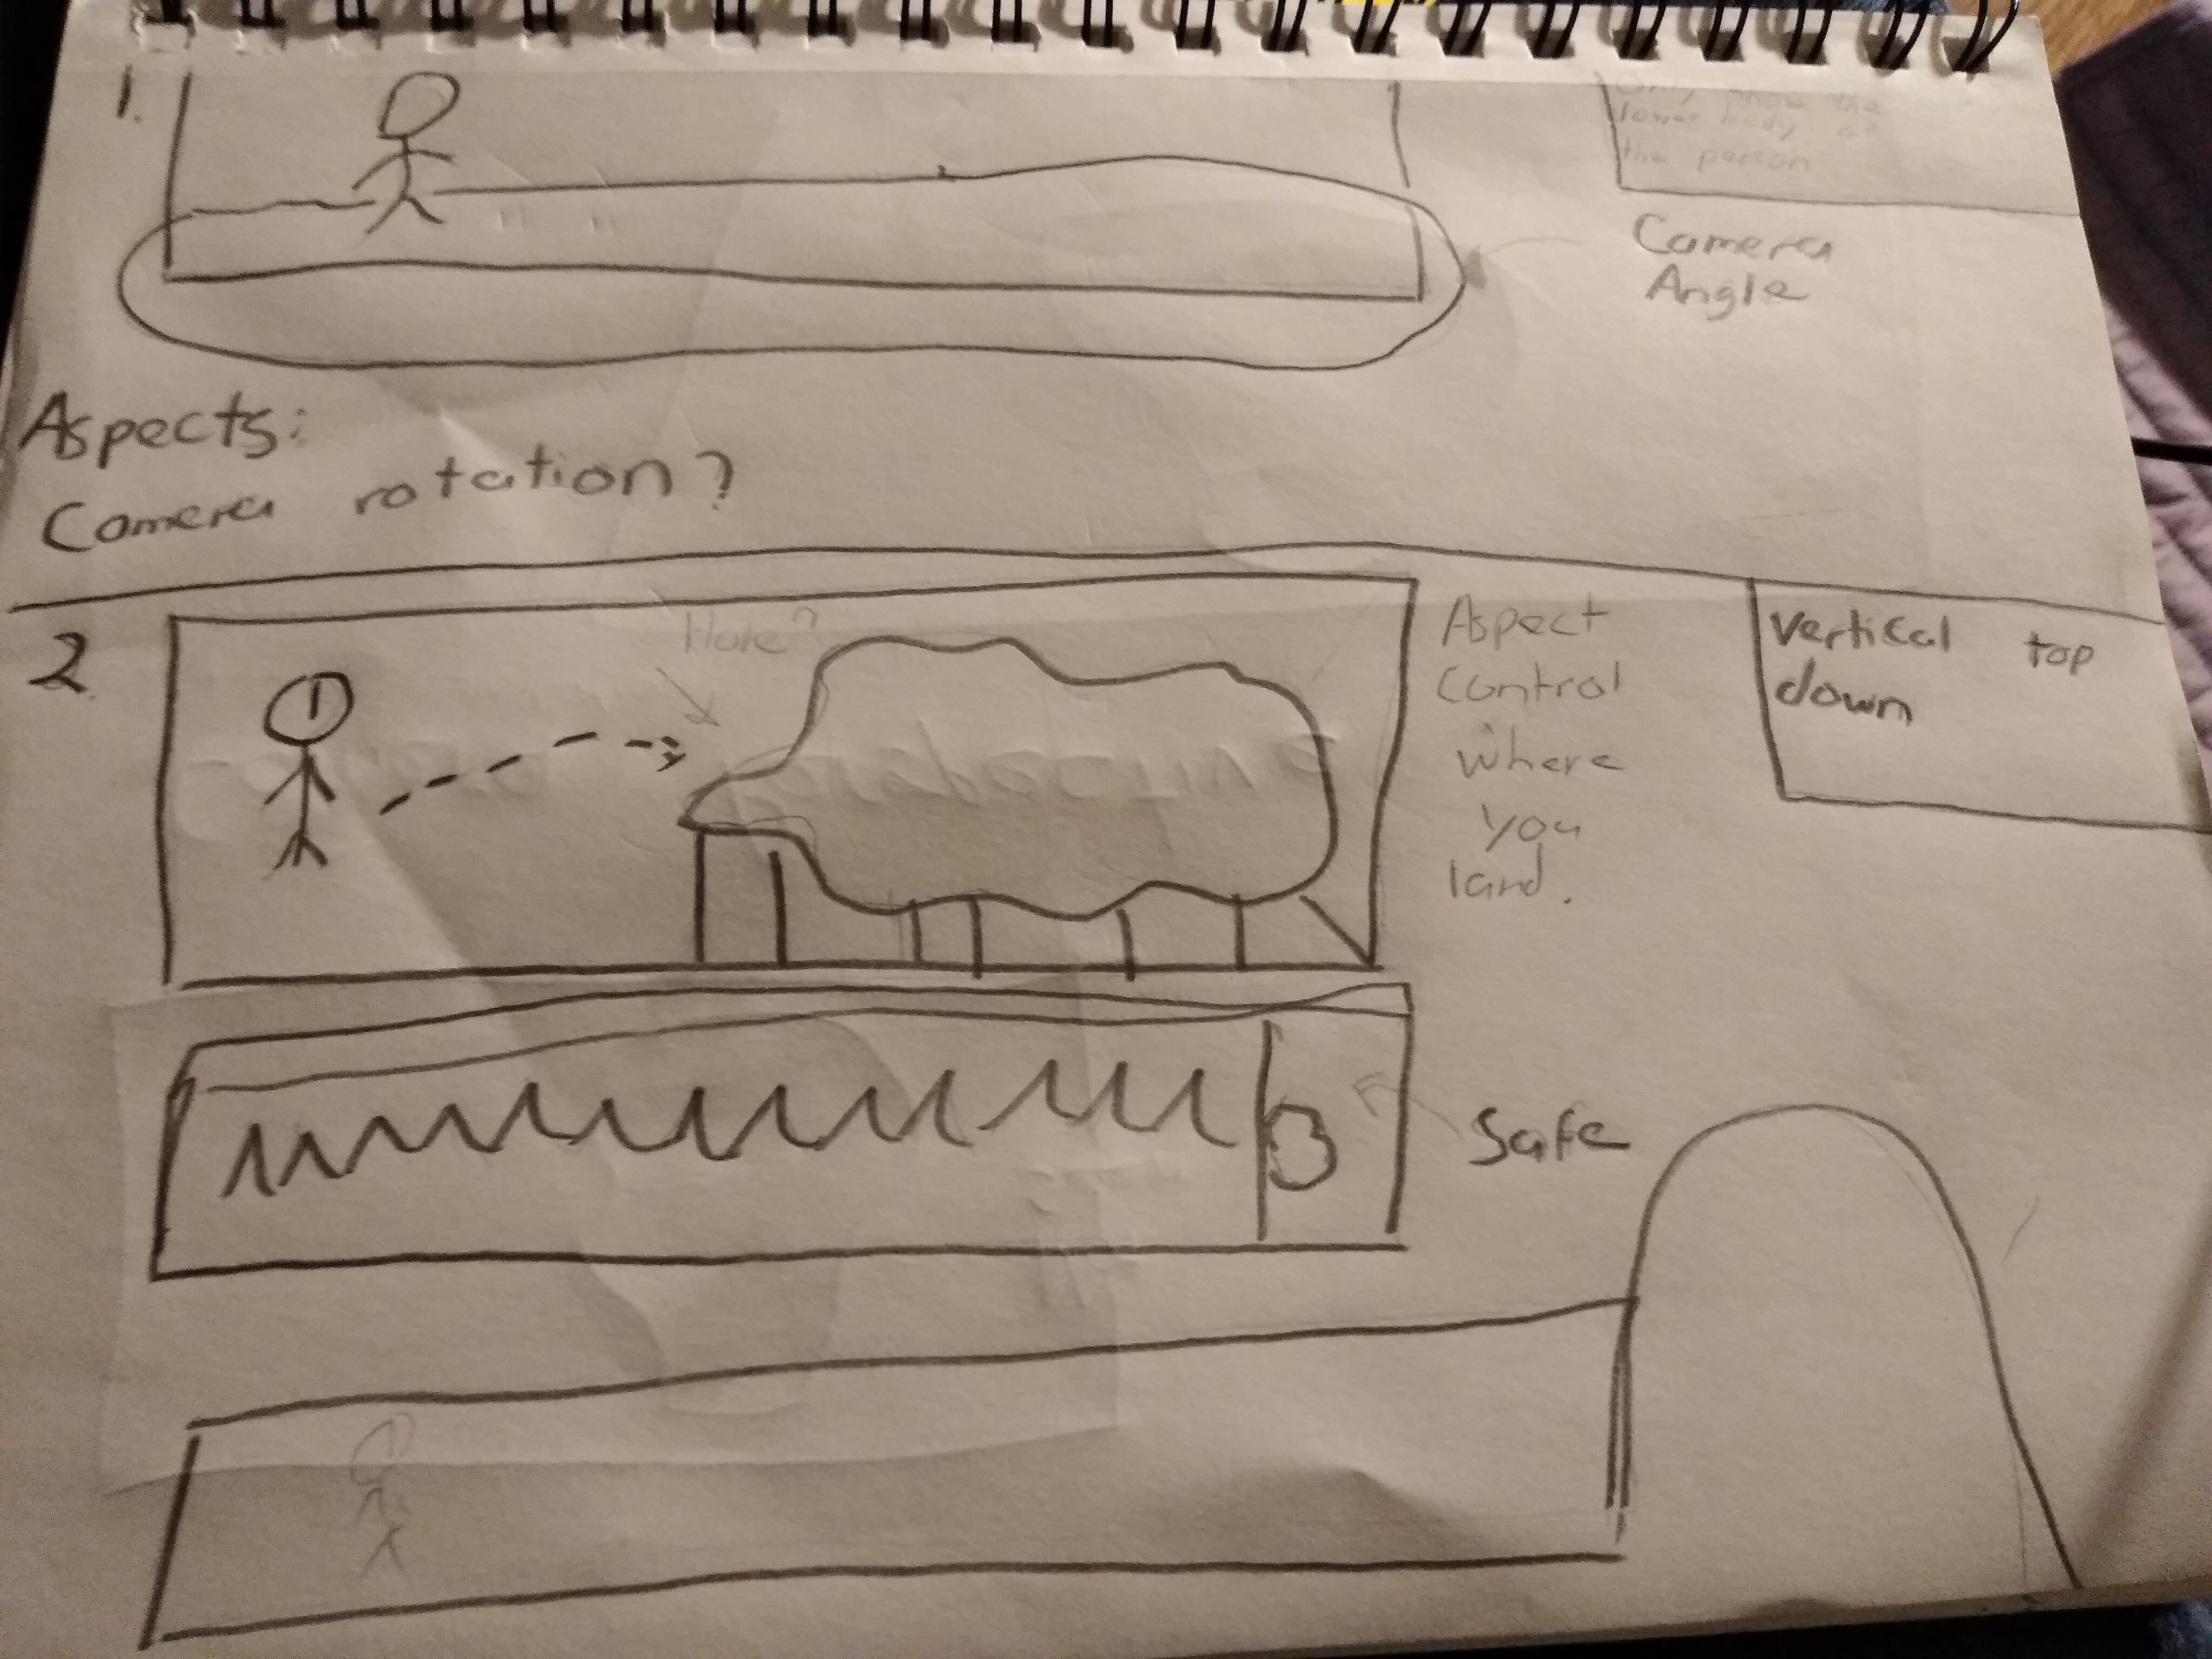 1.
Only show the
lower body of
the person
Camera
Angle
Aspects:
Camera rotation?
2.
Aspect
control
where
you
land.
Vertical top
down
Safe